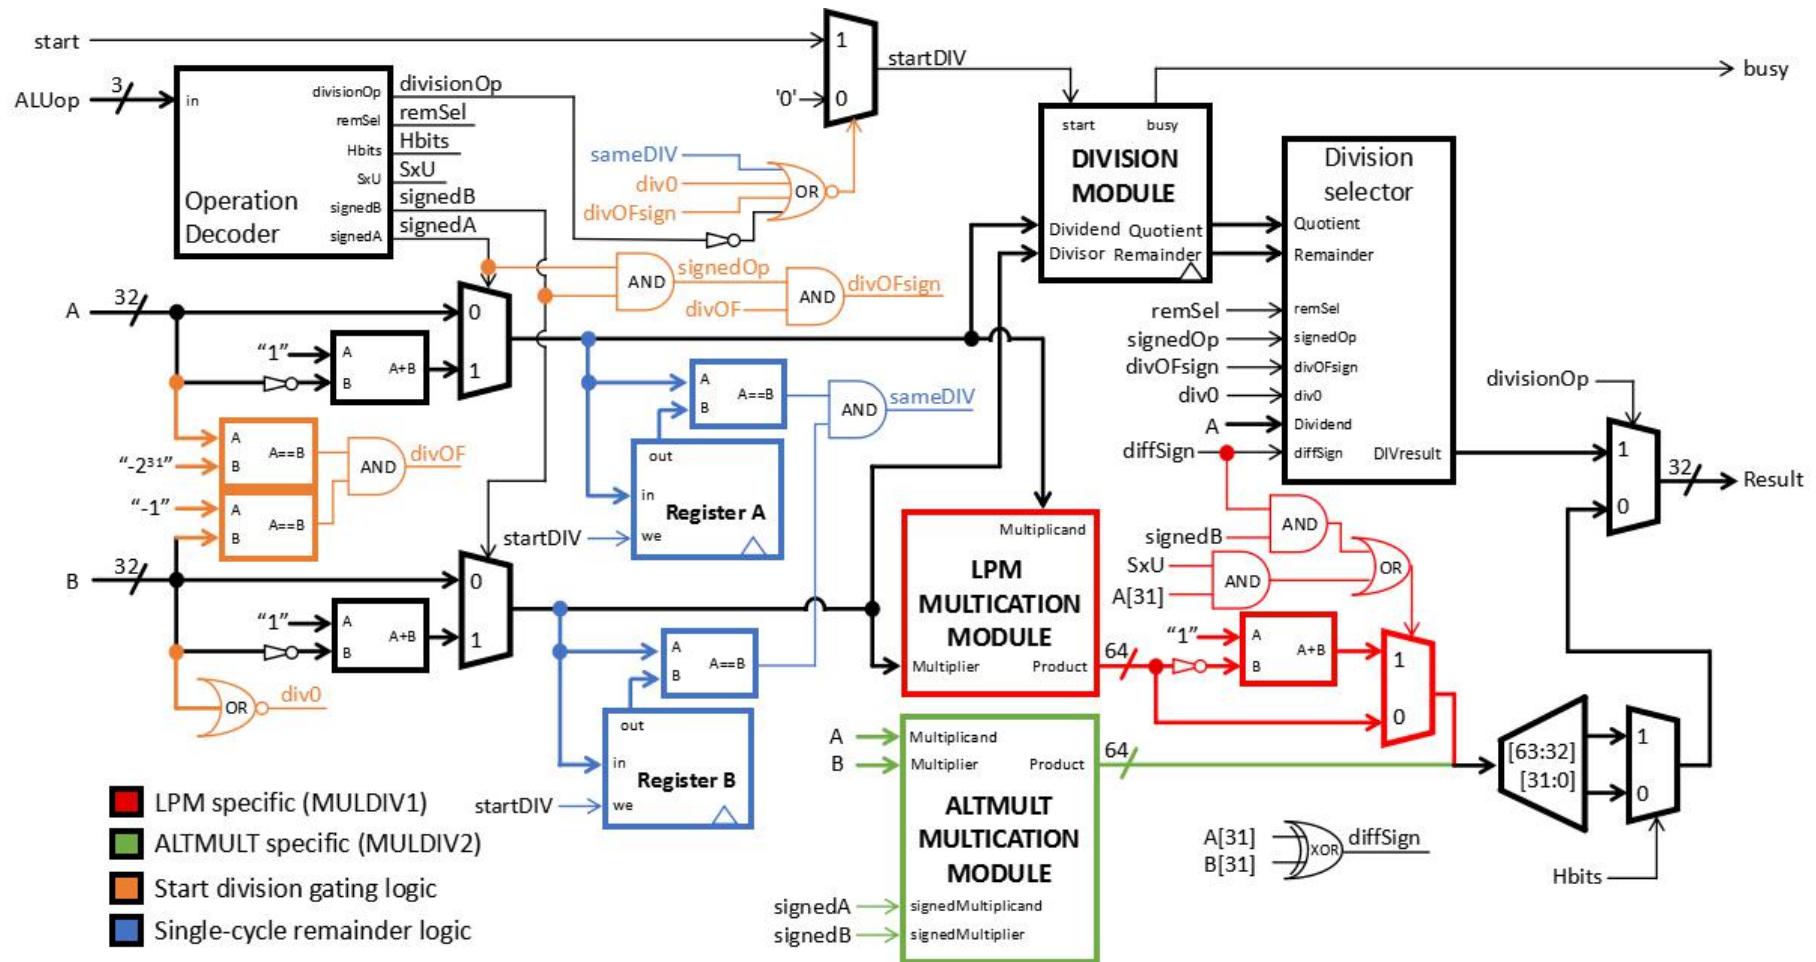 start
ALUop
3
in
Operation
Decoder
divisionOp
remSel
Hbits
SxU
signedB
signedA
divisionOp
remSel
Hbits
SxU
signedB
signedA
1
'0'
0
startDIV
busy
sameDIV
div0
divOFsign
OR
start
busy
DIVISION
MODULE
Dividend
Quotient
Divisor
Remainder
Division
selector
Quotient
Remainder
remSel
signedOp
divOFsign
div0
Dividend
diffSign
DIVresult
remSel
signedOp
divOFsign
div0
A
diffSign
AND
signedOp
divOF
AND
divOFsign
A
32
0
1
"1"
A
B
A+B
"-2³¹"
"-1"
A
B
A==B
A
B
A==B
AND
divOF
A
B
A==B
AND
sameDIV
out
in
Register A
we
startDIV
B
32
0
1
"1"
A
B
A+B
OR
div0
A
B
A==B
out
in
Register B
we
startDIV
Multiplicand
LPM
MULTICATION
MODULE
Multiplier
Product
64
signedB
SxU
A[31]
AND
AND
OR
"1"
A
B
A+B
1
0
divisionOp
1
0
32
Result
A
B
Multiplicand
Multiplier
Product
64
ALTMULT
MULTICATION
MODULE
signedA
signedB
signedMultiplicand
signedMultiplier
[63:32]
[31:0]
1
0
Hbits
A[31]
B[31]
XOR
diffSign
LPM specific (MULDIV1)
ALTMULT specific (MULDIV2)
Start division gating logic
Single-cycle remainder logic